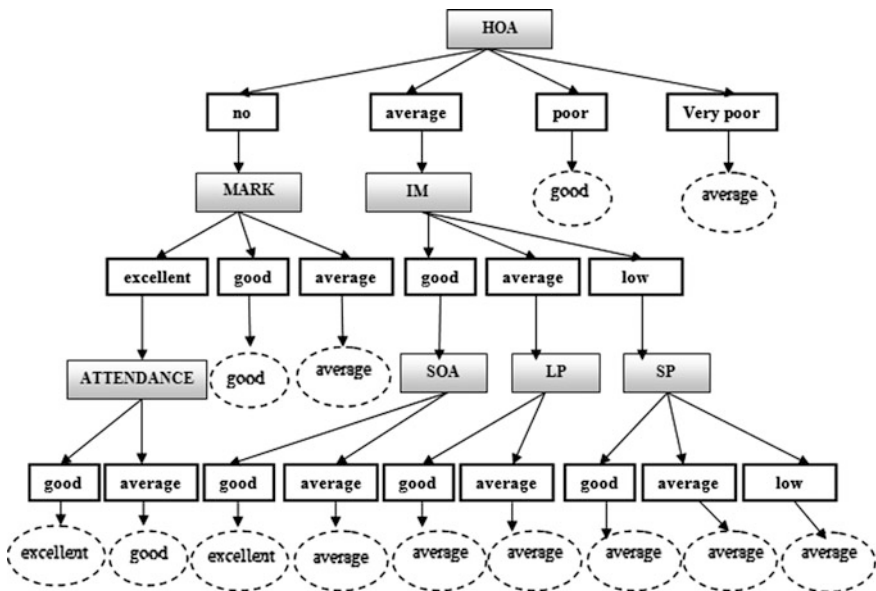 HOA
no average poor Very poor
MARK IM good average
excellent good average good average low
ATTENDANCE good average SOA LP SP
good average good average good average good average low
excellent good excellent average average average average average average